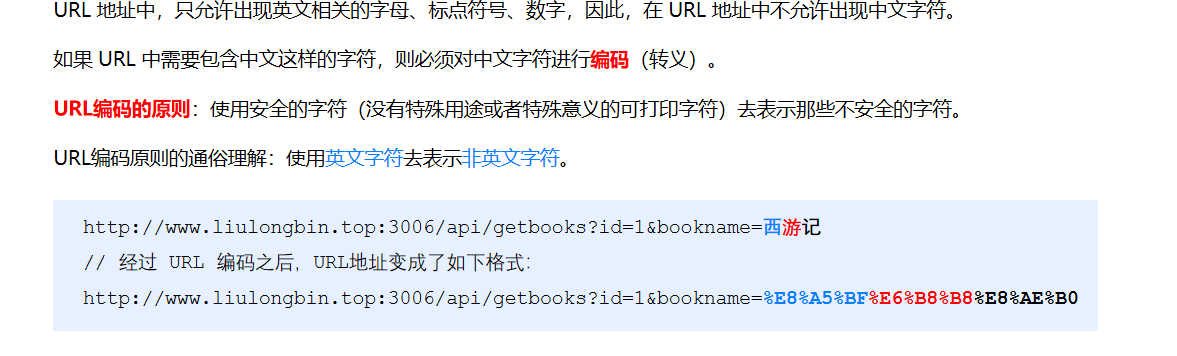 URL 地址中，只允许出现英文相关的字母、标点符号、数字，因此，在 URL 地址中不允许出现中文字符。
如果 URL 中需要包含中文这样的字符，则必须对中文字符进行编码（转义）。
URL编码的原则：使用安全的字符（没有特殊用途或者特殊意义的可打印字符）去表示那些不安全的字符。
URL编码原则的通俗理解：使用英文字符去表示非英文字符。
http://www.liulongbin.top:3006/api/getbooks?id=1&bookname=西游记
// 经过 URL 编码之后，URL地址变成了如下格式：
http://www.liulongbin.top:3006/api/getbooks?id=1&bookname=%E8%A5%BF%E6%B8%B8%E8%AE%B0